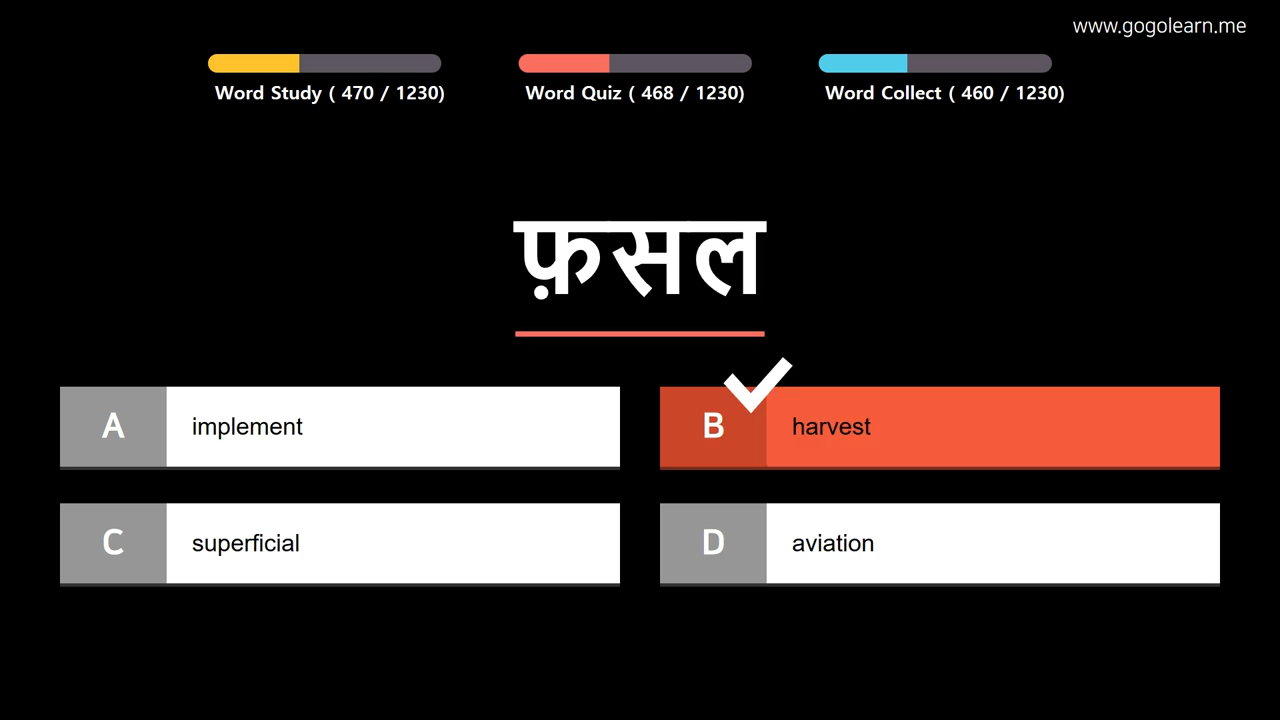 www.gogolearn.me
Word Study ( 470 / 1230)
Word Quiz ( 468 / 1230)
Word Collect ( 460 / 1230)
फ़सल
A implement
B harvest
C superficial
D aviation